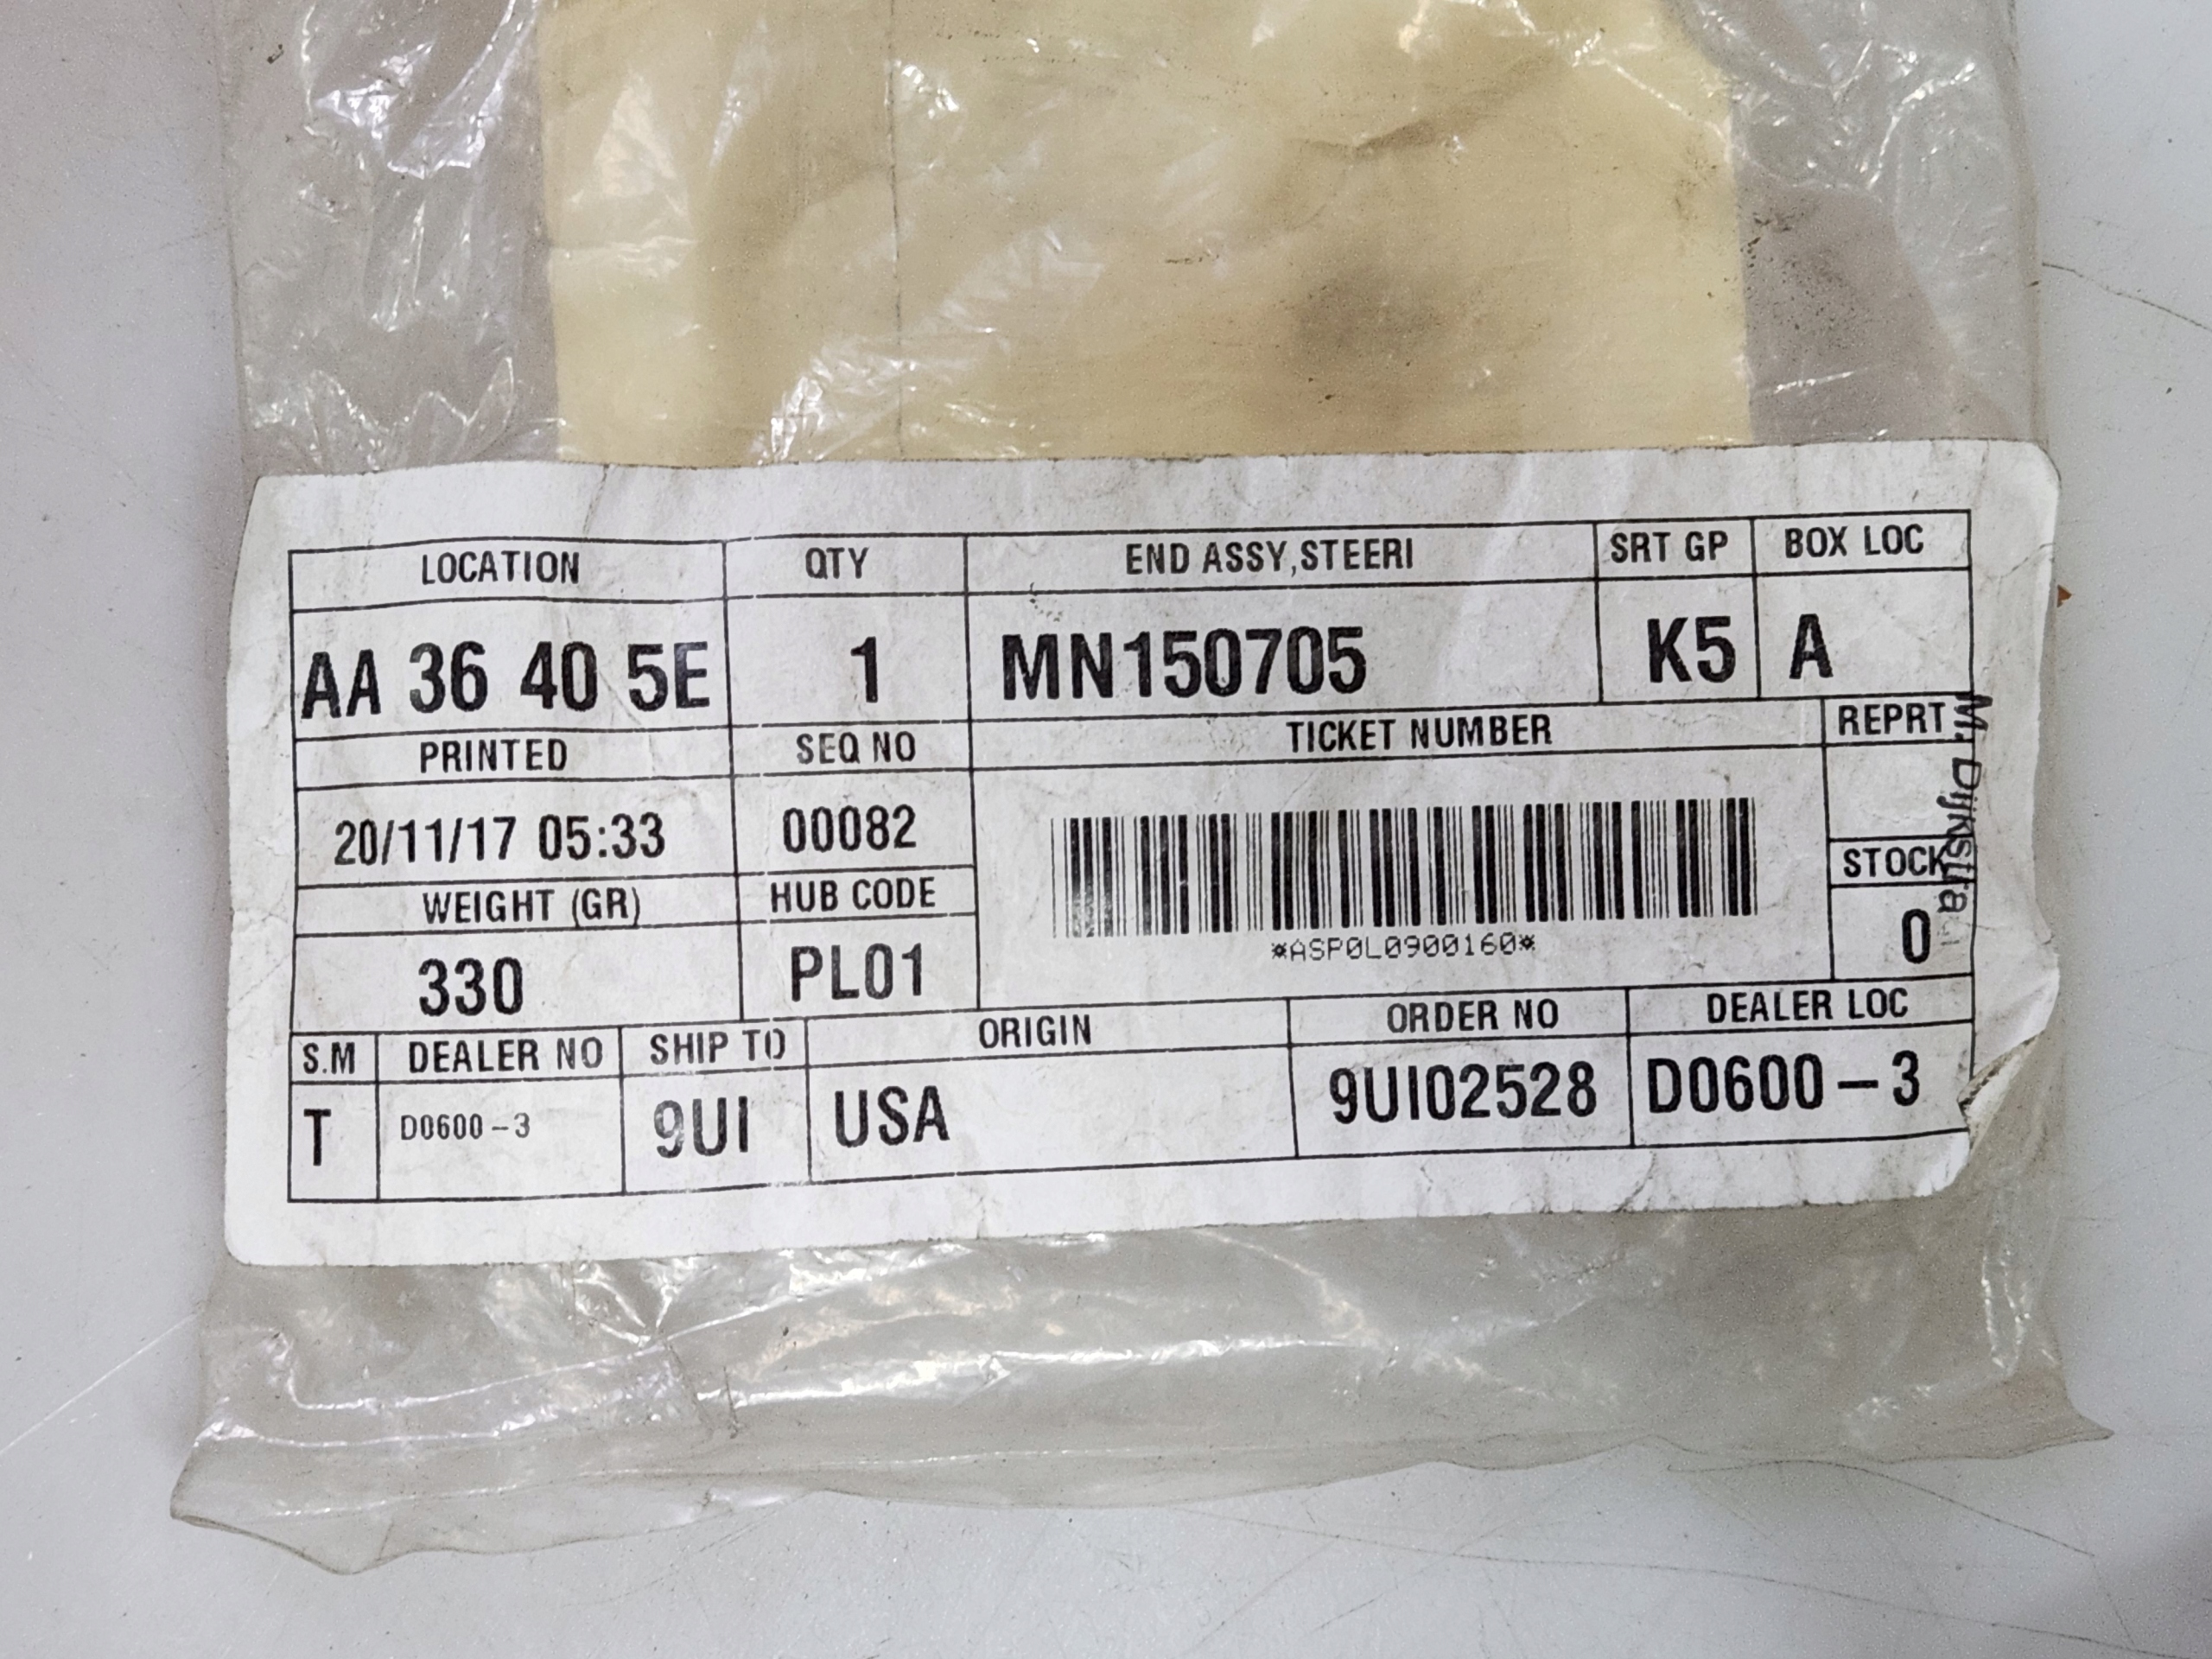 LOCATION QTY END ASSY,STEERI SRT GP BOX LOC
AA 36 40 5E 1 MN150705 K5 A
PRINTED SEQ NO TICKET NUMBER REPRT
20/11/17 05:33 00082
M. Dijkstra
WEIGHT (GR) HUB CODE STOCK
330 PL01 *ASP0L0900160* 0
S.M DEALER NO SHIP TO ORIGIN ORDER NO DEALER LOC
T D0600-3 9UI USA 9UI02528 D0600-3